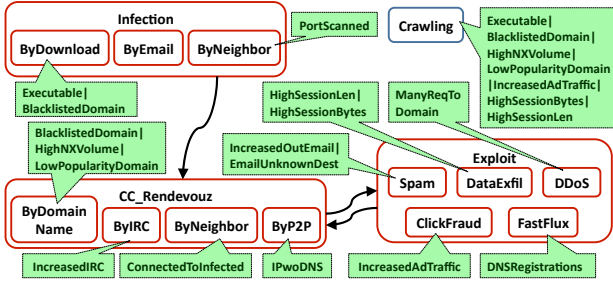 Infection
ByDownload
ByEmail
ByNeighbor
PortScanned
Executable|
BlacklistedDomain
Crawling
Executable|
BlacklistedDomain|
HighNXVolume|
LowPopularityDomain
|IncreasedAdTraffic|
HighSessionBytes|
HighSessionLen
BlacklistedDomain|
HighNXVolume|
LowPopularityDomain
HighSessionLen|
HighSessionBytes
ManyReqTo
Domain
IncreasedOutEmail|
EmailUnknownDest
Exploit
Spam
DataExfil
DDoS
ClickFraud
FastFlux
CC_Rendevouz
ByDomain
Name
ByIRC
ByNeighbor
ByP2P
IncreasedIRC
ConnectedToInfected
IPwoDNS
IncreasedAdTraffic
DNSRegistrations